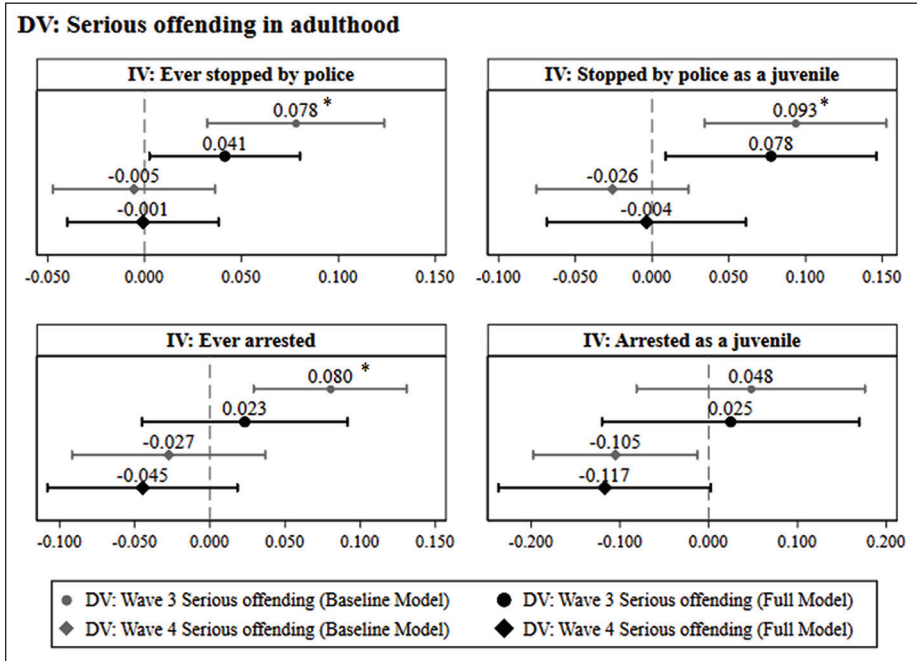 DV: Serious offending in adulthood
IV: Ever stopped by police
0.078 *
0.041
-0.005
-0.001
-0.050 0.000 0.050 0.100 0.150
IV: Stopped by police as a juvenile
0.093 *
0.078
-0.026
-0.004
-0.100 -0.050 0.000 0.050 0.100 0.150
IV: Ever arrested
0.080 *
0.023
-0.027
-0.045
-0.100 -0.050 0.000 0.050 0.100 0.150
IV: Arrested as a juvenile
0.048
0.025
-0.105
-0.117
-0.200 -0.100 0.000 0.100 0.200
DV: Wave 3 Serious offending (Baseline Model)
DV: Wave 3 Serious offending (Full Model)
DV: Wave 4 Serious offending (Baseline Model)
DV: Wave 4 Serious offending (Full Model)